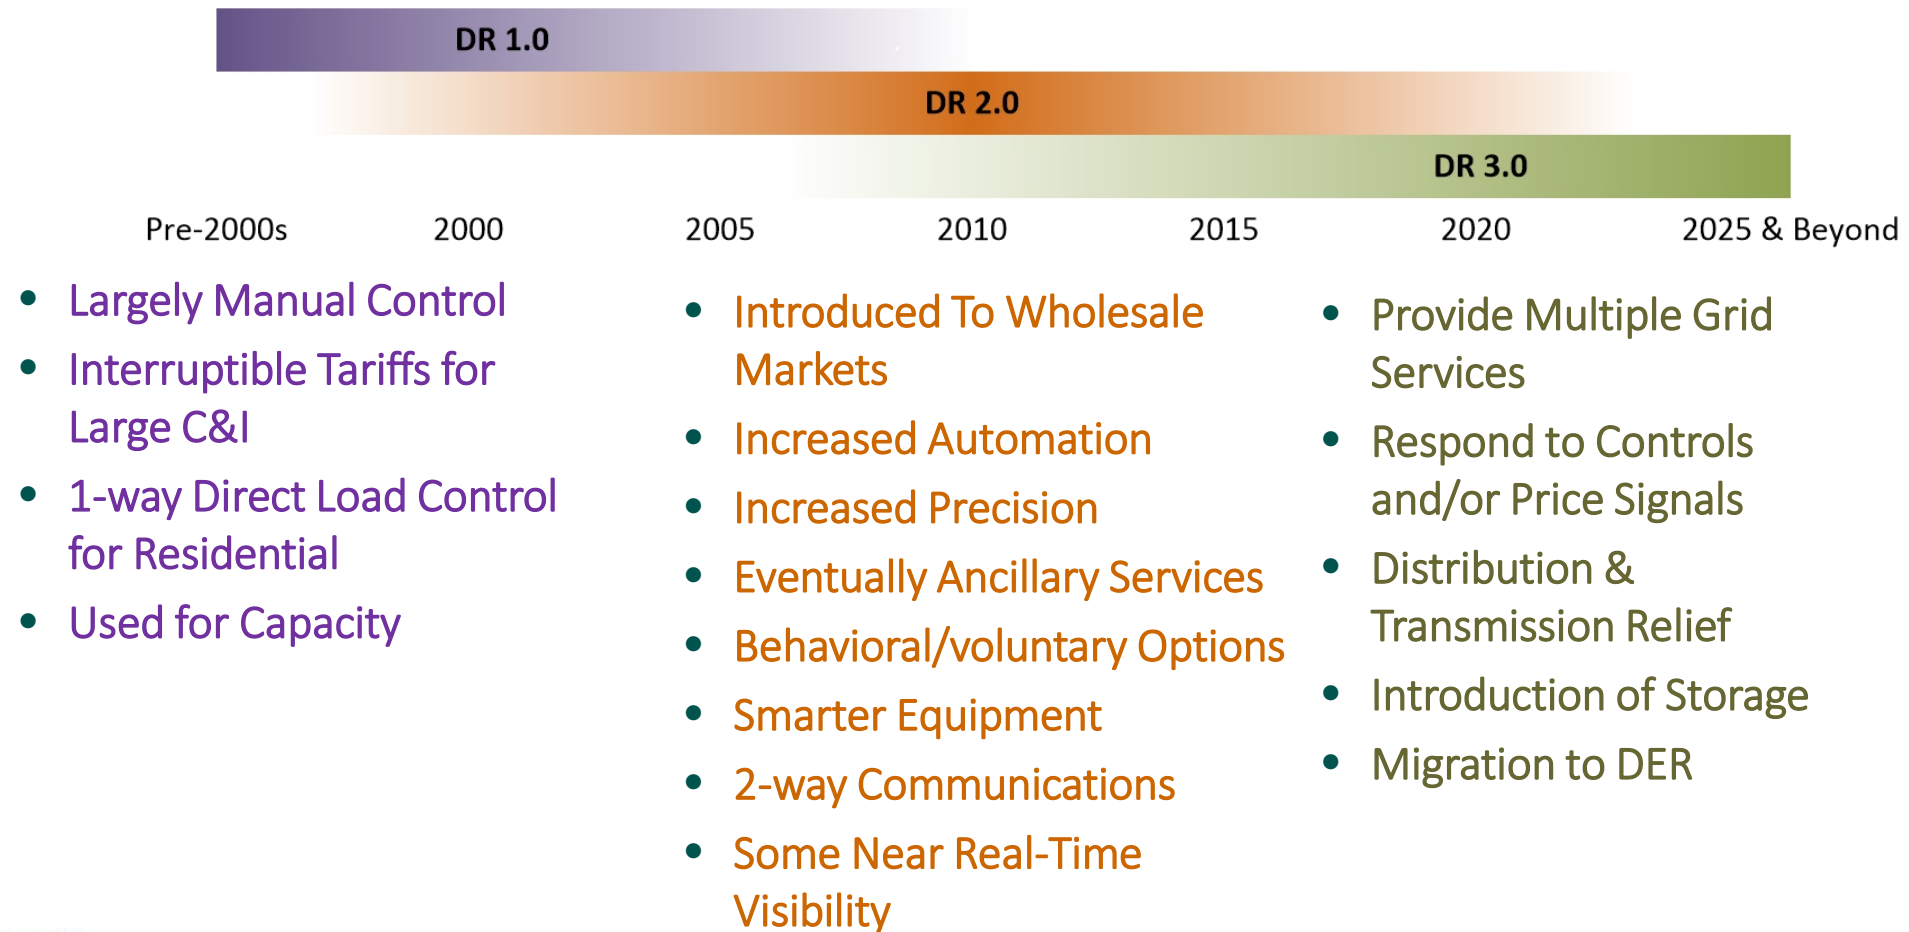 DR 1.0
DR 2.0
DR 3.0
Pre-2000s 2000 2005 2010 2015 2020 2025 & Beyond
• Largely Manual Control
• Interruptible Tariffs for
Large C&I
• 1-way Direct Load Control
for Residential
• Used for Capacity
• Introduced To Wholesale
Markets
• Increased Automation
• Increased Precision
• Eventually Ancillary Services
• Behavioral/voluntary Options
• Smarter Equipment
• 2-way Communications
• Some Near Real-Time
Visibility
• Provide Multiple Grid
Services
• Respond to Controls
and/or Price Signals
• Distribution &
Transmission Relief
• Introduction of Storage
• Migration to DER